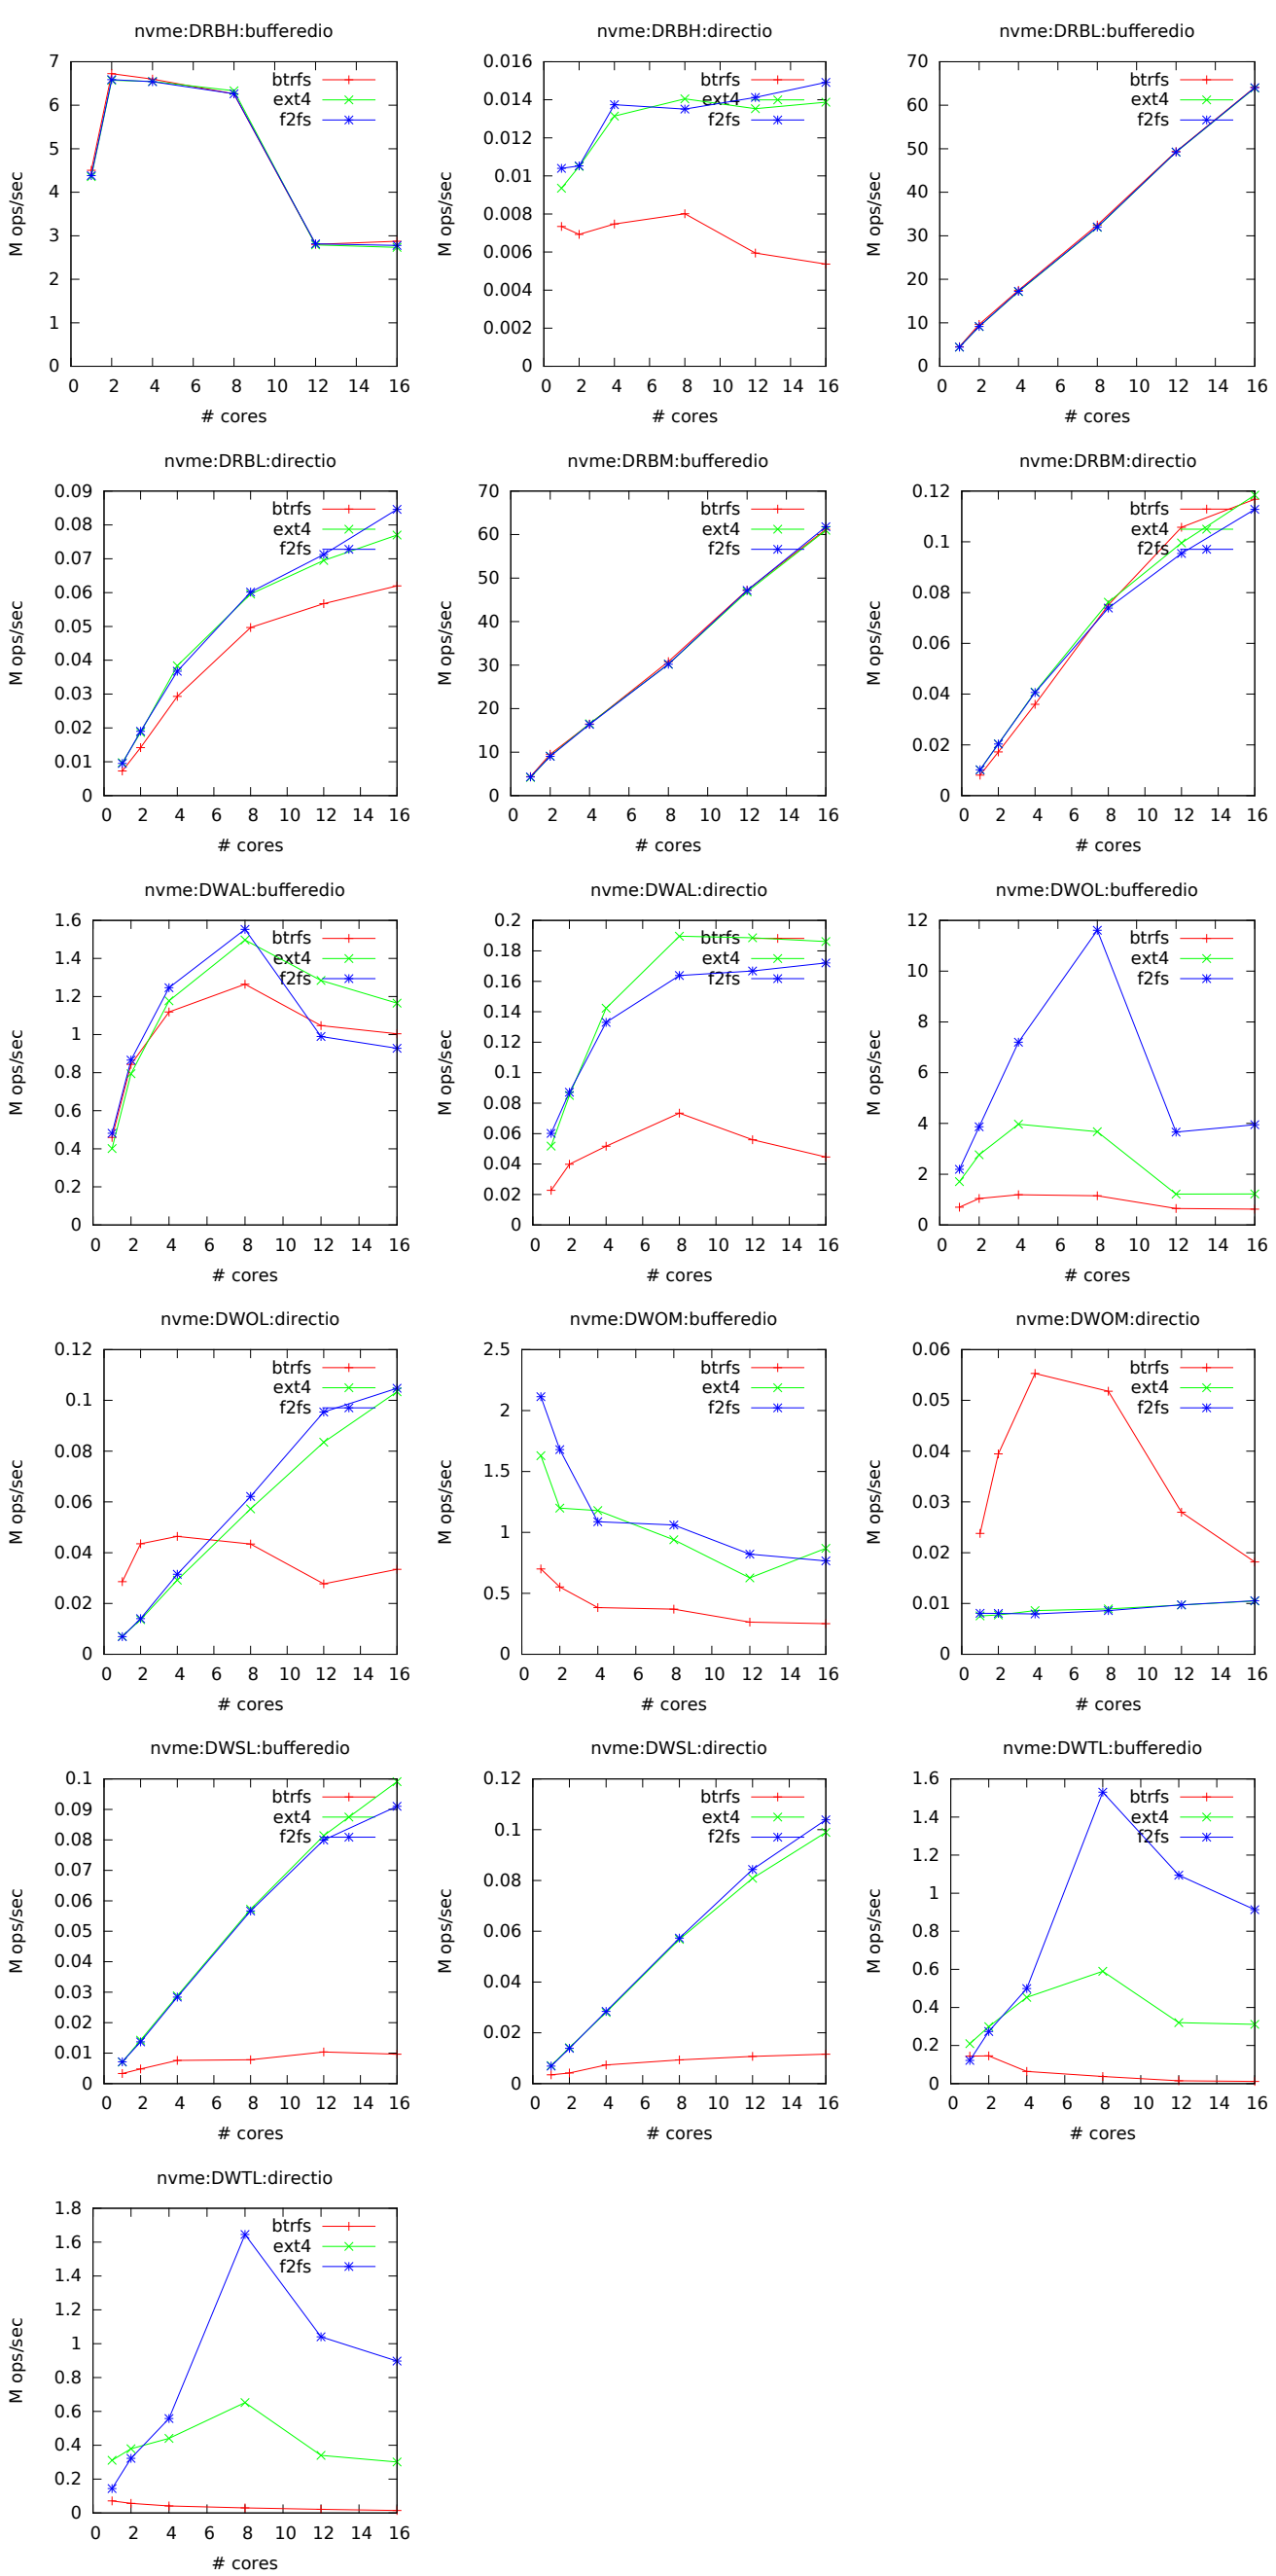 nvme:DRBH:bufferedio
M ops/sec
7
6
5
4
3
2
1
0
btrfs
ext4
f2fs
0 2 4 6 8 10 12 14 16
# cores
nvme:DRBH:directio
M ops/sec
0.016
0.014
0.012
0.01
0.008
0.006
0.004
0.002
0
btrfs
ext4
f2fs
0 2 4 6 8 10 12 14 16
# cores
nvme:DRBL:bufferedio
M ops/sec
70
60
50
40
30
20
10
0
btrfs
ext4
f2fs
0 2 4 6 8 10 12 14 16
# cores
nvme:DRBL:directio
M ops/sec
0.09
0.08
0.07
0.06
0.05
0.04
0.03
0.02
0.01
0
btrfs
ext4
f2fs
0 2 4 6 8 10 12 14 16
# cores
nvme:DRBM:bufferedio
M ops/sec
70
60
50
40
30
20
10
0
btrfs
ext4
f2fs
0 2 4 6 8 10 12 14 16
# cores
nvme:DRBM:directio
M ops/sec
0.12
0.1
0.08
0.06
0.04
0.02
0
btrfs
ext4
f2fs
0 2 4 6 8 10 12 14 16
# cores
nvme:DWAL:bufferedio
M ops/sec
1.6
1.4
1.2
1
0.8
0.6
0.4
0.2
0
btrfs
ext4
f2fs
0 2 4 6 8 10 12 14 16
# cores
nvme:DWAL:directio
M ops/sec
0.2
0.18
0.16
0.14
0.12
0.1
0.08
0.06
0.04
0.02
0
btrfs
ext4
f2fs
0 2 4 6 8 10 12 14 16
# cores
nvme:DWOL:bufferedio
M ops/sec
12
10
8
6
4
2
0
btrfs
ext4
f2fs
0 2 4 6 8 10 12 14 16
# cores
nvme:DWOL:directio
M ops/sec
0.12
0.1
0.08
0.06
0.04
0.02
0
btrfs
ext4
f2fs
0 2 4 6 8 10 12 14 16
# cores
nvme:DWOM:bufferedio
M ops/sec
2.5
2
1.5
1
0.5
0
btrfs
ext4
f2fs
0 2 4 6 8 10 12 14 16
# cores
nvme:DWOM:directio
M ops/sec
0.06
0.05
0.04
0.03
0.02
0.01
0
btrfs
ext4
f2fs
0 2 4 6 8 10 12 14 16
# cores
nvme:DWSL:bufferedio
M ops/sec
0.1
0.09
0.08
0.07
0.06
0.05
0.04
0.03
0.02
0.01
0
btrfs
ext4
f2fs
0 2 4 6 8 10 12 14 16
# cores
nvme:DWSL:directio
M ops/sec
0.12
0.1
0.08
0.06
0.04
0.02
0
btrfs
ext4
f2fs
0 2 4 6 8 10 12 14 16
# cores
nvme:DWTL:bufferedio
M ops/sec
1.6
1.4
1.2
1
0.8
0.6
0.4
0.2
0
btrfs
ext4
f2fs
0 2 4 6 8 10 12 14 16
# cores
nvme:DWTL:directio
M ops/sec
1.8
1.6
1.4
1.2
1
0.8
0.6
0.4
0.2
0
btrfs
ext4
f2fs
0 2 4 6 8 10 12 14 16
# cores